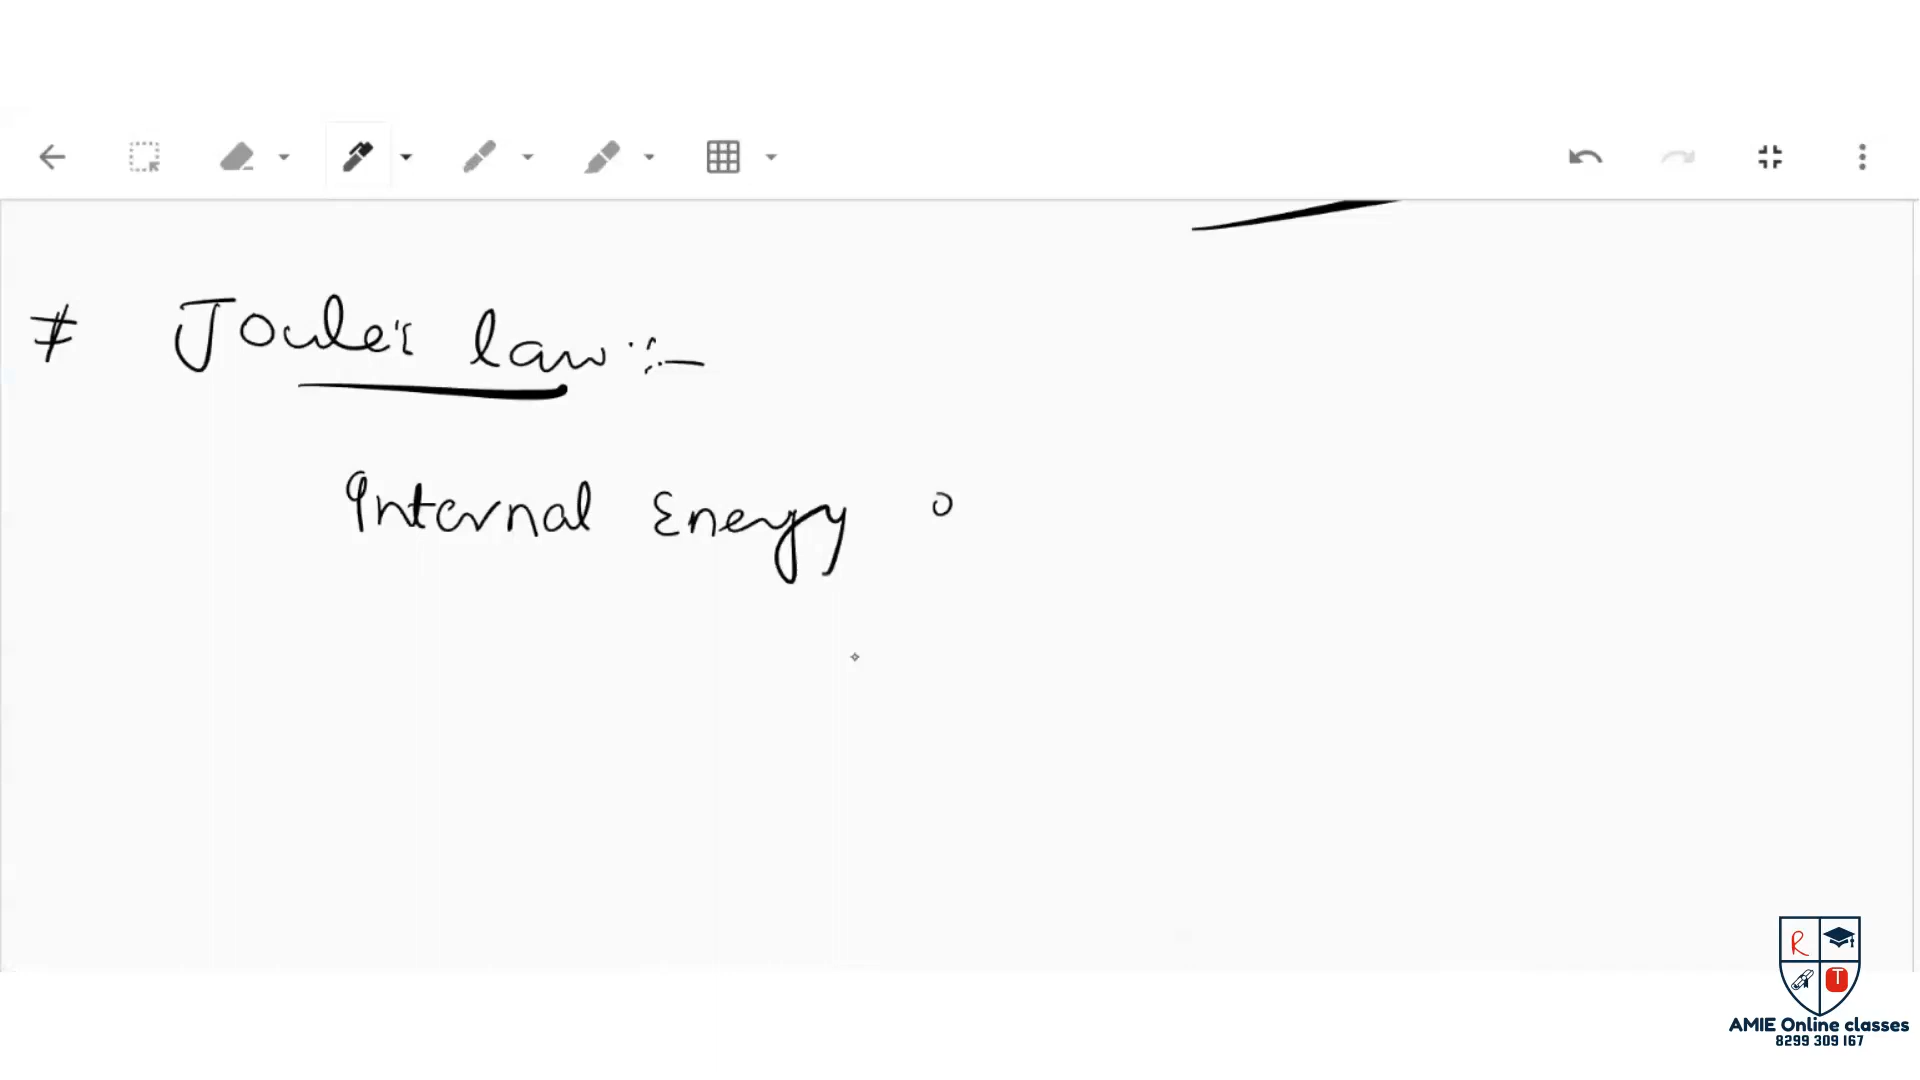 # Joule's law :-
Internal Energy o
R
T
AMIE Online classes
8299 309 167